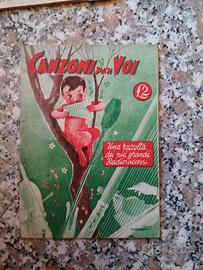 CANZONI PER VOI
£2
Una raccolta
dei più grandi
Radiosuccessi.